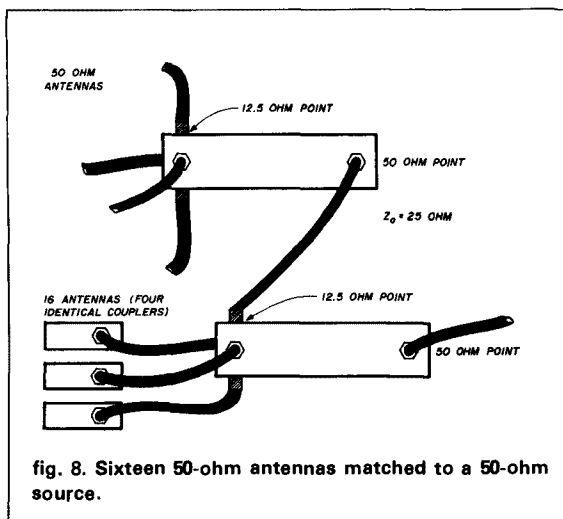 50 OHM
ANTENNAS
12.5 OHM POINT
50 OHM POINT
Z₀ = 25 OHM
16 ANTENNAS (FOUR
IDENTICAL COUPLERS)
12.5 OHM POINT
50 OHM POINT
fig. 8. Sixteen 50-ohm antennas matched to a 50-ohm
source.